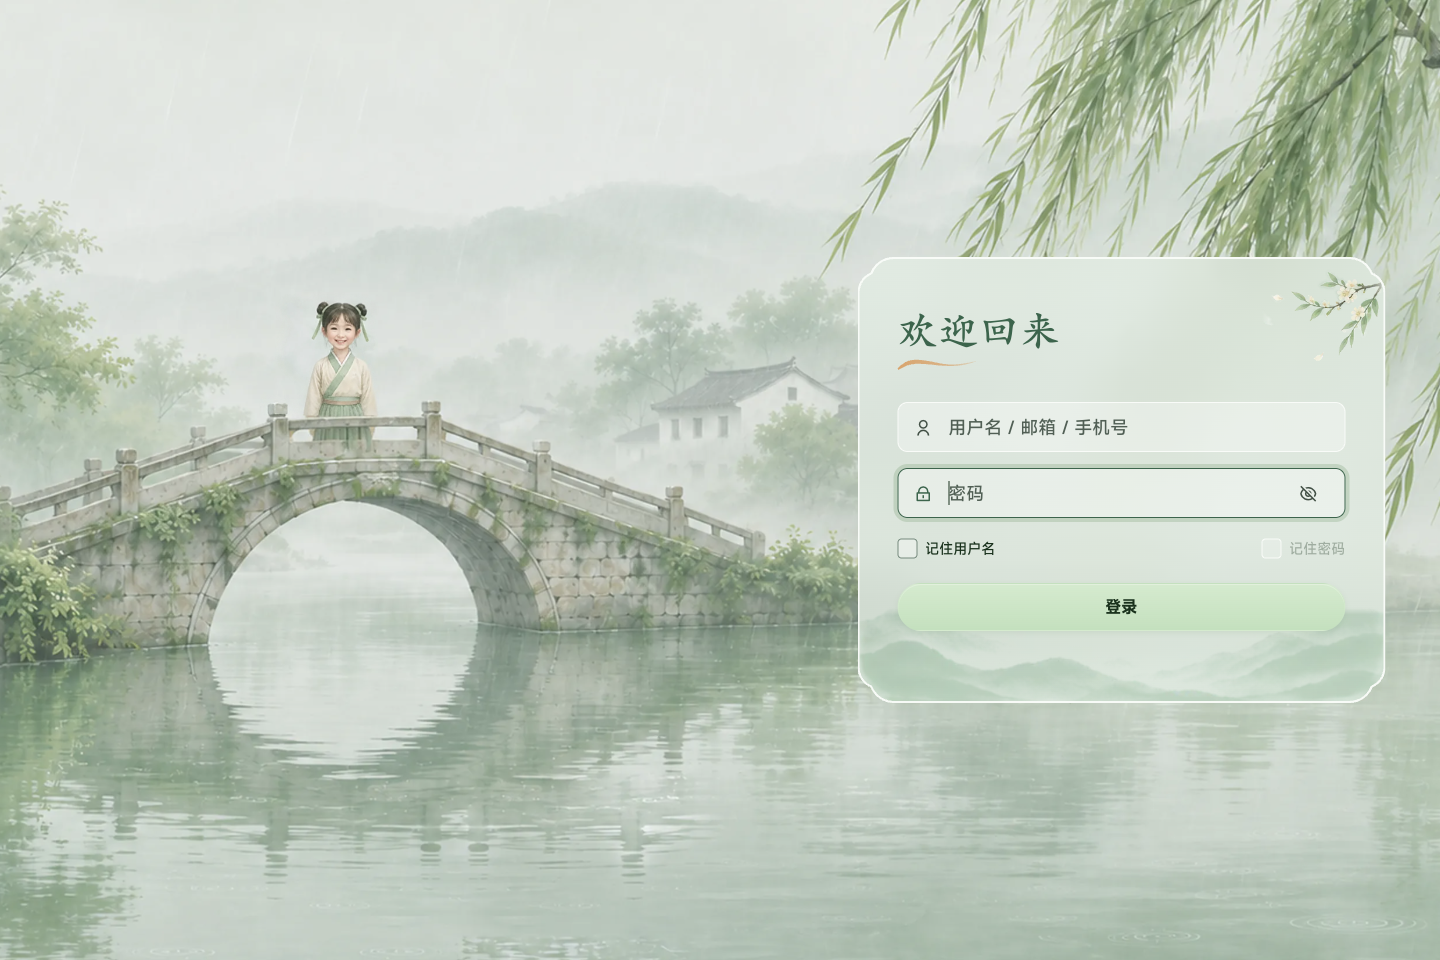 欢迎回来
用户名 / 邮箱 / 手机号
密码
记住用户名
记住密码
登录